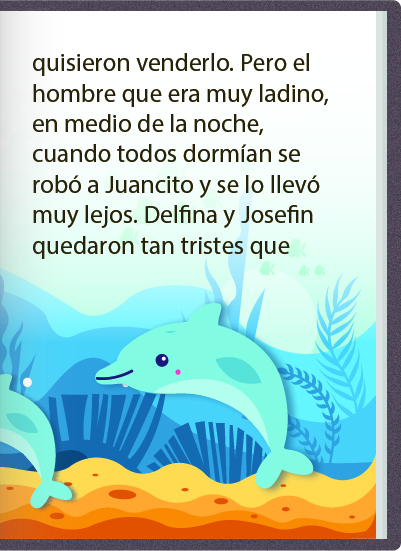 quisieron venderlo. Pero el
hombre que era muy ladino,
en medio de la noche,
cuando todos dormían se
robó a Juancito y se lo llevó
muy lejos. Delfina y Josefin
quedaron tan tristes que